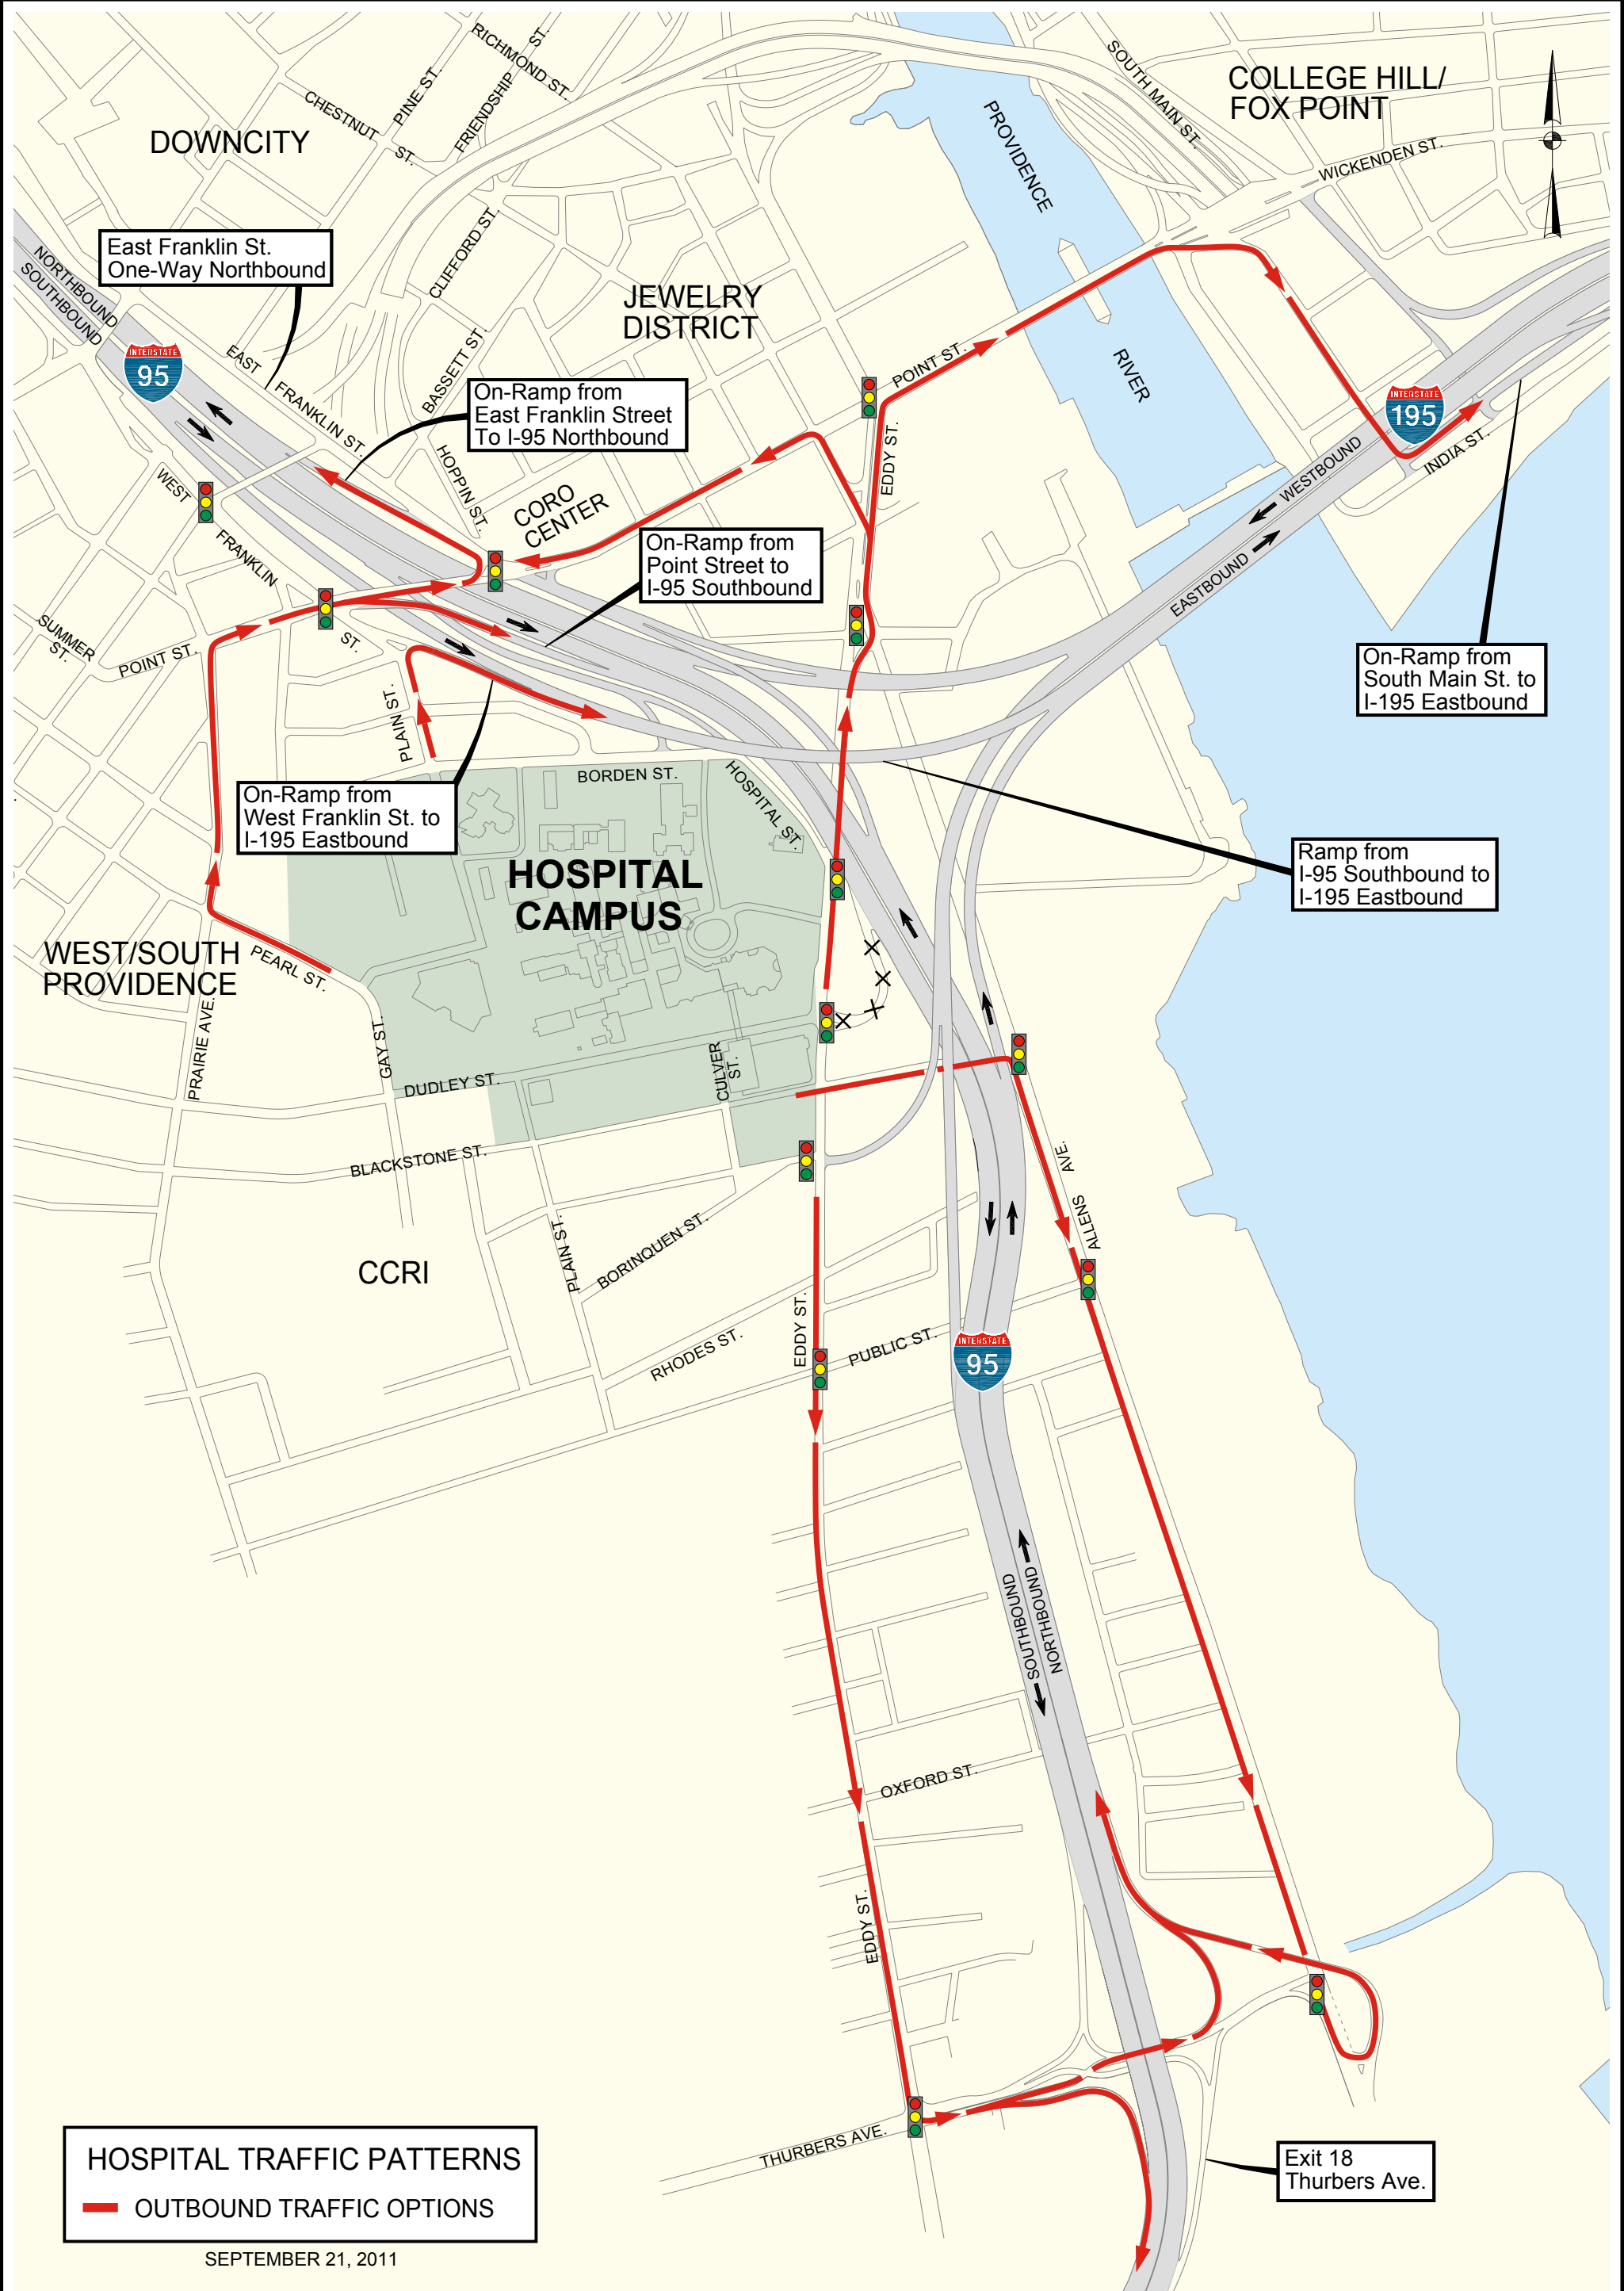 RICHMOND ST.
ST.
FRIENDSHIP
PINE ST.
CHESTNUT
ST.
DOWNCITY
SOUTH MAIN ST.
COLLEGE HILL/
FOX POINT
WICKENDEN ST.
PROVIDENCE
RIVER
East Franklin St.
One-Way Northbound
NORTHBOUND
SOUTHBOUND
INTERSTATE
95
CLIFFORD ST.
JEWELRY
DISTRICT
EAST
FRANKLIN ST.
BASSETT ST.
On-Ramp from
East Franklin Street
To I-95 Northbound
POINT ST.
EDDY ST.
INTERSTATE
195
INDIA ST.
WESTBOUND
EASTBOUND
HOPPIN ST.
CORO
CENTER
WEST
FRANKLIN
ST.
On-Ramp from
Point Street to
I-95 Southbound
SUMMER
ST.
POINT ST.
PLAIN ST.
On-Ramp from
South Main St. to
I-195 Eastbound
BORDEN ST.
HOSPITAL ST.
On-Ramp from
West Franklin St. to
I-195 Eastbound
Ramp from
I-95 Southbound to
I-195 Eastbound
HOSPITAL
CAMPUS
WEST/SOUTH
PROVIDENCE
PEARL ST.
PRAIRIE AVE.
GAY ST.
DUDLEY ST.
CULVER
ST.
BLACKSTONE ST.
CCRI
PLAIN ST.
BORINQUEN ST.
RHODES ST.
EDDY ST.
PUBLIC ST.
AVE.
ALLENS
INTERSTATE
95
SOUTHBOUND
NORTHBOUND
OXFORD ST.
EDDY ST.
THURBERS AVE.
Exit 18
Thurbers Ave.
HOSPITAL TRAFFIC PATTERNS
OUTBOUND TRAFFIC OPTIONS
SEPTEMBER 21, 2011